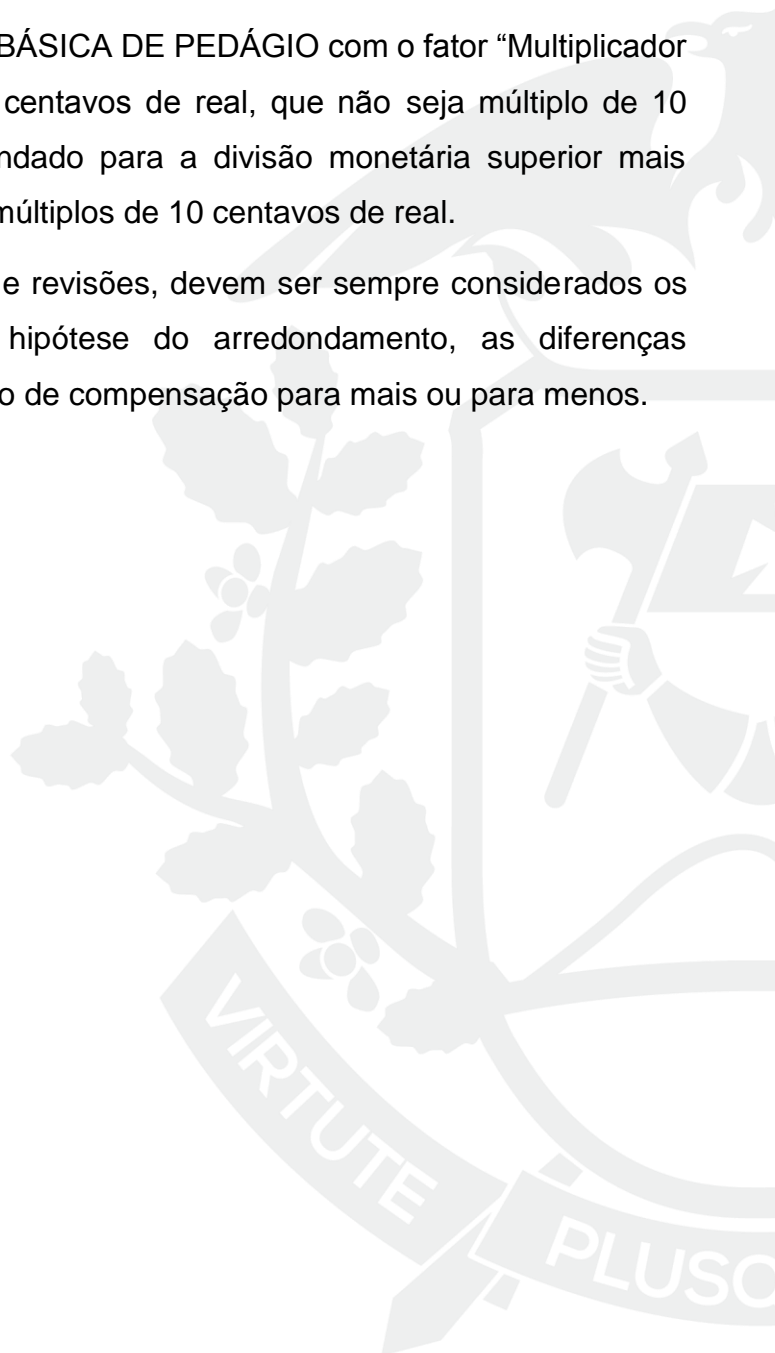 BÁSICA DE PEDÁGIO com o fator “Multiplicador
centavos de real, que não seja múltiplo de 10
ndado para a divisão monetária superior mais
múltiplos de 10 centavos de real.
e revisões, devem ser sempre considerados os
hipótese do arredondamento, as diferenças
o de compensação para mais ou para menos.
VIRTUTE
PLUSO